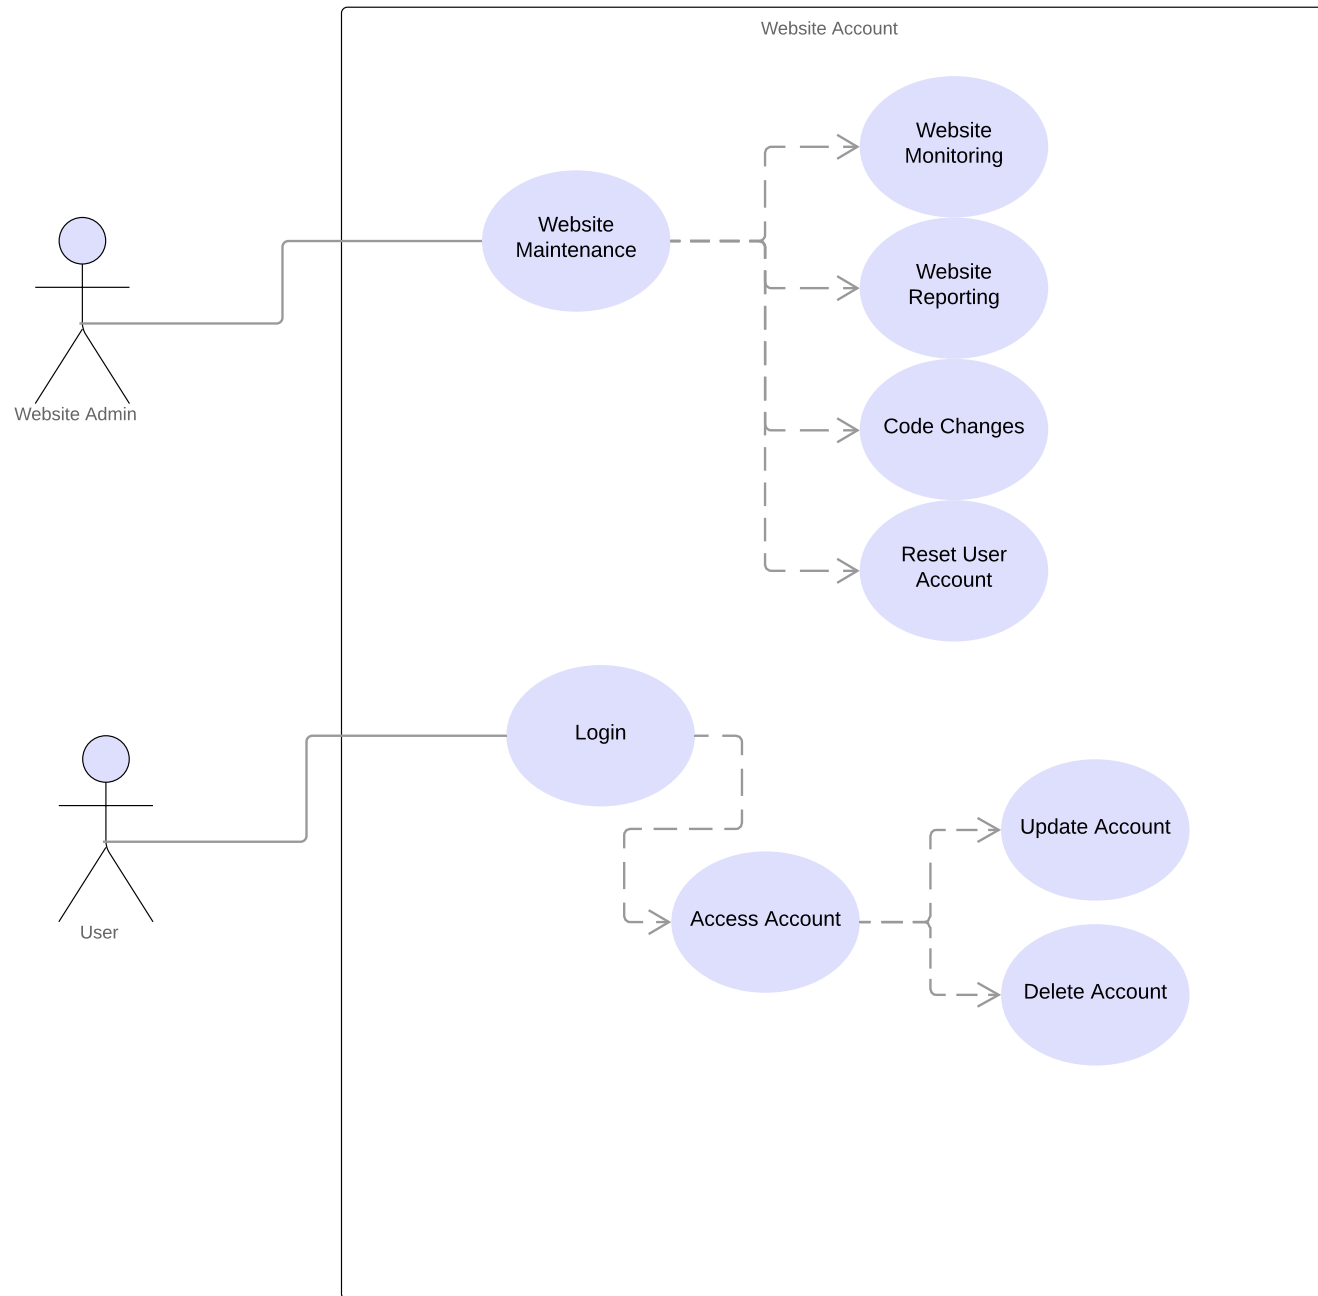 Website Account
Website
Monitoring
Website
Maintenance
Website
Reporting
Website Admin
Code Changes
Reset User
Account
Login
Update Account
Access Account
User
Delete Account